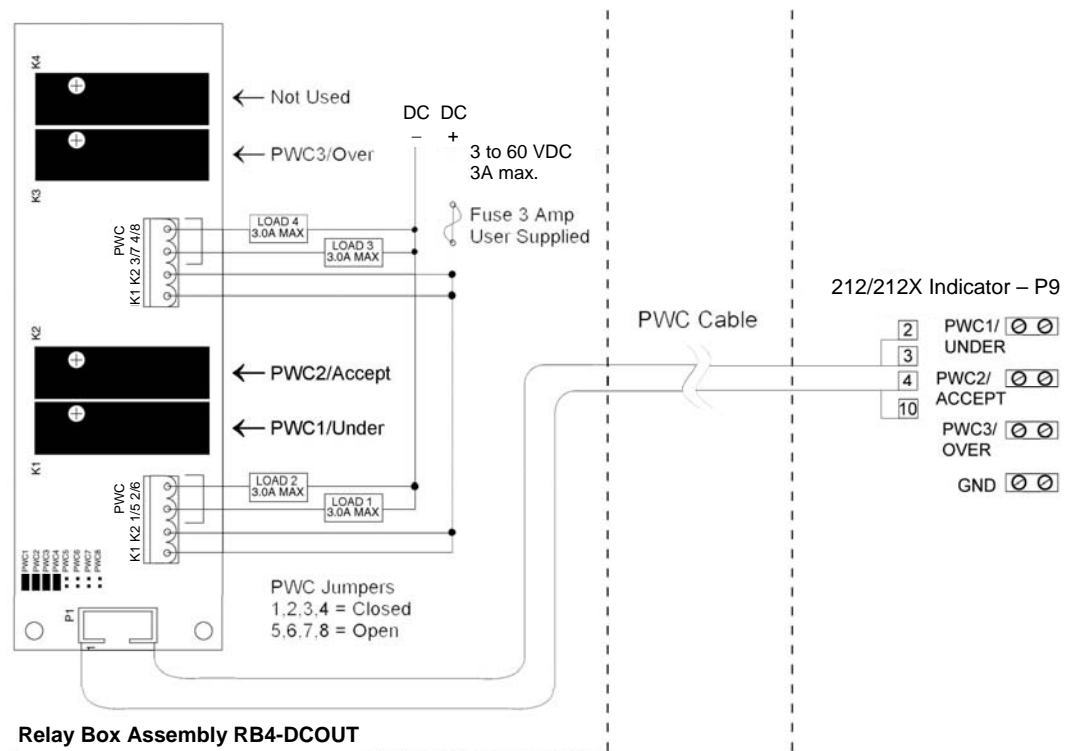 K4
← Not Used
DC DC
– +
3 to 60 VDC
3A max.
← PWC3/Over
K3
Fuse 3 Amp
User Supplied
LOAD 4
3.0A MAX
LOAD 3
3.0A MAX
PWC
K1 K2 3/7 4/8
212/212X Indicator – P9
PWC Cable
2
3
4
10
PWC1/
UNDER
PWC2/
ACCEPT
PWC3/
OVER
GND
K2
← PWC2/Accept
← PWC1/Under
K1
LOAD 2
3.0A MAX
LOAD 1
3.0A MAX
PWC
K1 K2 1/5 2/6
PWC1
PWC2
PWC3
PWC4
PWC5
PWC6
PWC7
PWC8
PWC Jumpers
1,2,3,4 = Closed
5,6,7,8 = Open
P1
1
Relay Box Assembly RB4-DCOUT